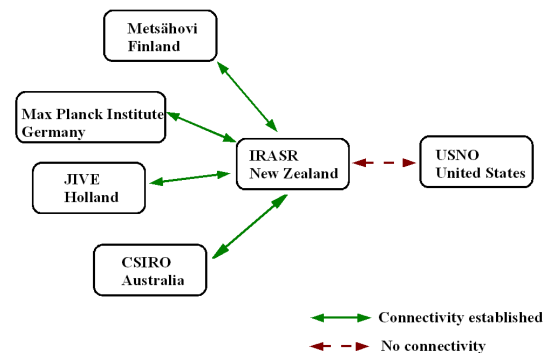 Metsähovi
Finland
Max Planck Institute
Germany
IRASR
New Zealand
USNO
United States
JIVE
Holland
CSIRO
Australia
Connectivity established
No connectivity